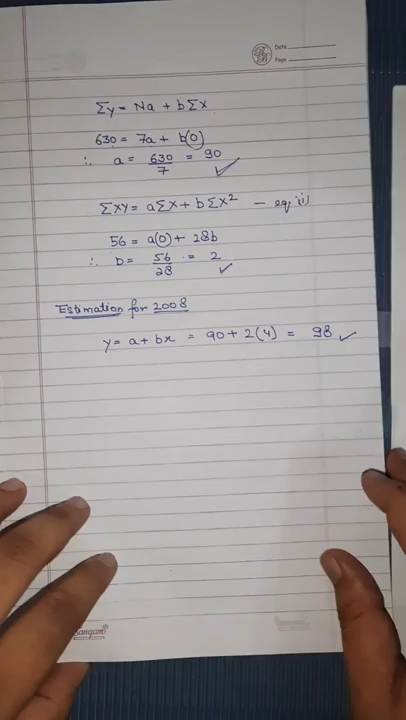 Date
Page
Σy = Na + bΣx
630 = 7a + b(0)
∴ a = 630/7 = 90 ✓
Σxy = aΣx + bΣx² — eq. ii)
56 = a(0) + 28b
∴ b = 56/28 = 2 ✓
Estimation for 2008
y = a + bx = 90 + 2(4) = 98 ✓
Sangam